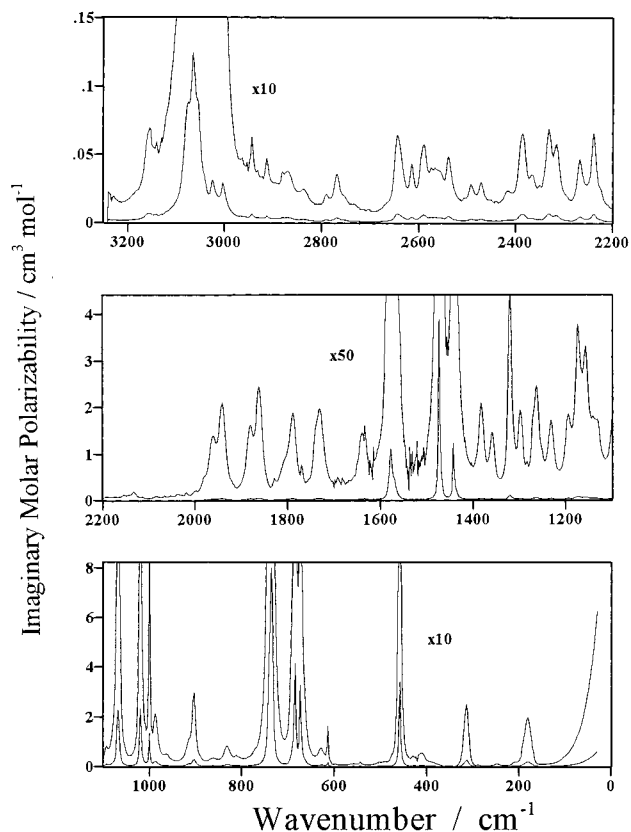 Imaginary Molar Polarizability / cm³ mol⁻¹
.15
.1
.05
0
x10
3200 3000 2800 2600 2400 2200
4
3
2
1
0
x50
2200 2000 1800 1600 1400 1200
8
6
4
2
0
x10
1000 800 600 400 200 0
Wavenumber / cm⁻¹